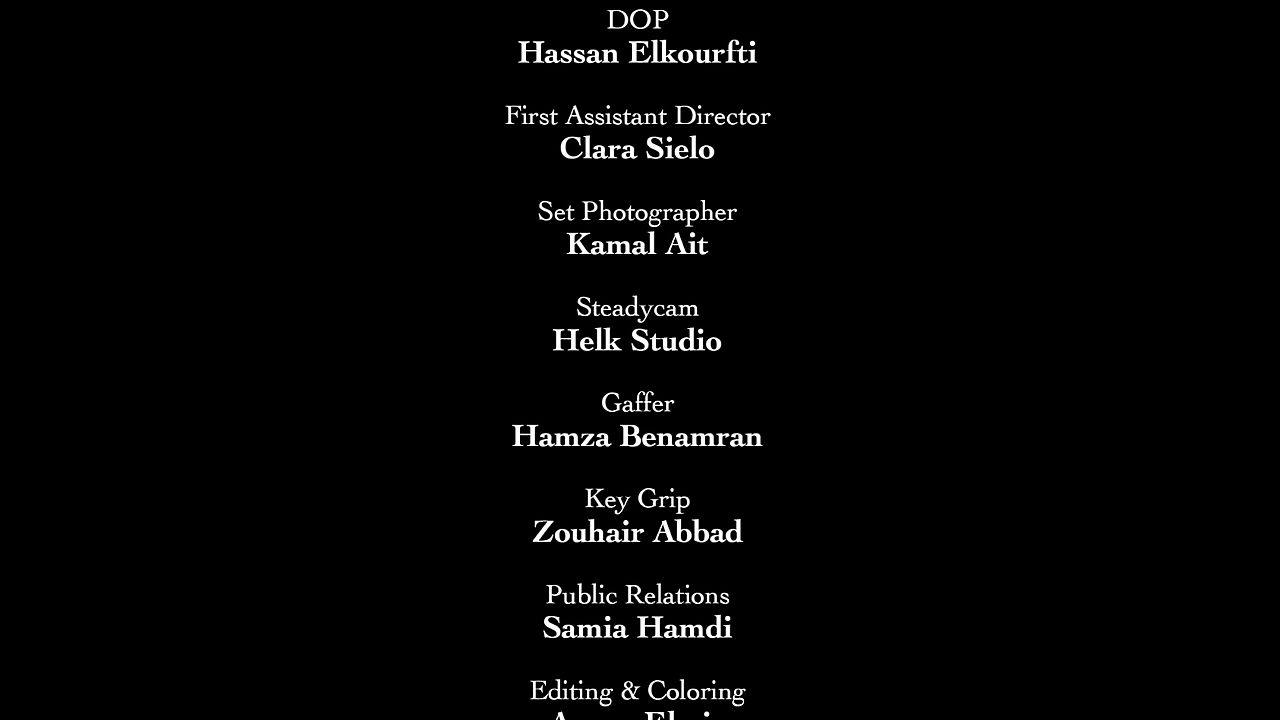 DOP
Hassan Elkourfti
First Assistant Director
Clara Sielo
Set Photographer
Kamal Ait
Steadycam
Helk Studio
Gaffer
Hamza Benamran
Key Grip
Zouhair Abbad
Public Relations
Samia Hamdi
Editing & Coloring